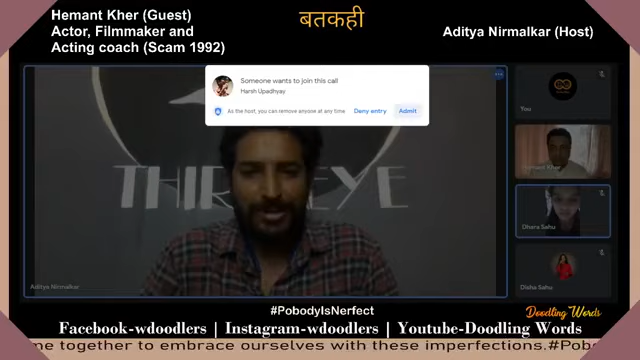 Hemant Kher (Guest)
Actor, Filmmaker and
Acting coach (Scam 1992)
बतकही
Aditya Nirmalkar (Host)
Someone wants to join this call
Harsh Upadhyay
As the host, you can remove anyone at any time
Deny entry
Admit
You
THIRD EYE
Dhara Sahu
Disha Sahu
Aditya Nirmalkar
#PobodyIsNerfect
Doodling Words
Facebook-wdoodlers | Instagram-wdoodlers | Youtube-Doodling Words
me together to embrace ourselves with these imperfections.#Pobo